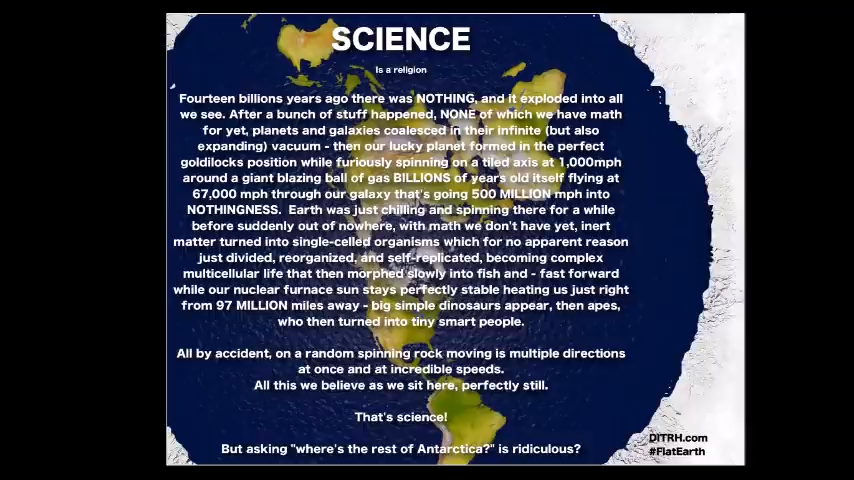 SCIENCE
Is a religion
Fourteen billions years ago there was NOTHING, and it exploded into all
we see. After a bunch of stuff happened, NONE of which we have math
for yet, planets and galaxies coalesced in their infinite (but also
expanding) vacuum - then our lucky planet formed in the perfect
goldilocks position while furiously spinning on a tiled axis at 1,000mph
around a giant blazing ball of gas BILLIONS of years old itself flying at
67,000 mph through our galaxy that's going 500 MILLION mph into
NOTHINGNESS. Earth was just chilling and spinning there for a while
before suddenly out of nowhere, with math we don't have yet, inert
matter turned into single-celled organisms which for no apparent reason
just divided, reorganized, and self-replicated, becoming complex
multicellular life that then morphed slowly into fish and - fast forward
while our nuclear furnace sun stays perfectly stable heating us just right
from 97 MILLION miles away - big simple dinosaurs appear, then apes,
who then turned into tiny smart people.
All by accident, on a random spinning rock moving is multiple directions
at once and at incredible speeds.
All this we believe as we sit here, perfectly still.
That's science!
But asking "where's the rest of Antarctica?" is ridiculous?
DITRH.com
#FlatEarth